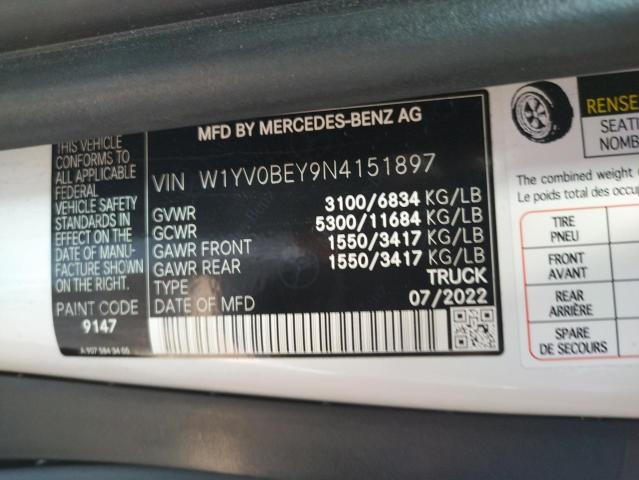 THIS VEHICLE
CONFORMS TO
ALL APPLICABLE
FEDERAL
VEHICLE SAFETY
STANDARDS IN
EFFECT ON THE
DATE OF MANU-
FACTURE SHOWN
ON THE RIGHT.
PAINT CODE
9147
A 907 584 34 00
MFD BY MERCEDES-BENZ AG
VIN W1YV0BEY9N4151897
GVWR 3100/6834 KG/LB
GCWR 5300/11684 KG/LB
GAWR FRONT 1550/3417 KG/LB
GAWR REAR 1550/3417 KG/LB
TYPE TRUCK
DATE OF MFD 07/2022
RENSE
SEATI
NOMB
The combined weight
Le poids total des occu
TIRE
PNEU
FRONT
AVANT
REAR
ARRIÈRE
SPARE
DE SECOURS